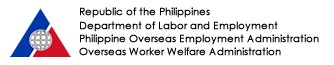 Republic of the Philippines
Department of Labor and Employment
Philippine Overseas Employment Administration
Overseas Worker Welfare Administration